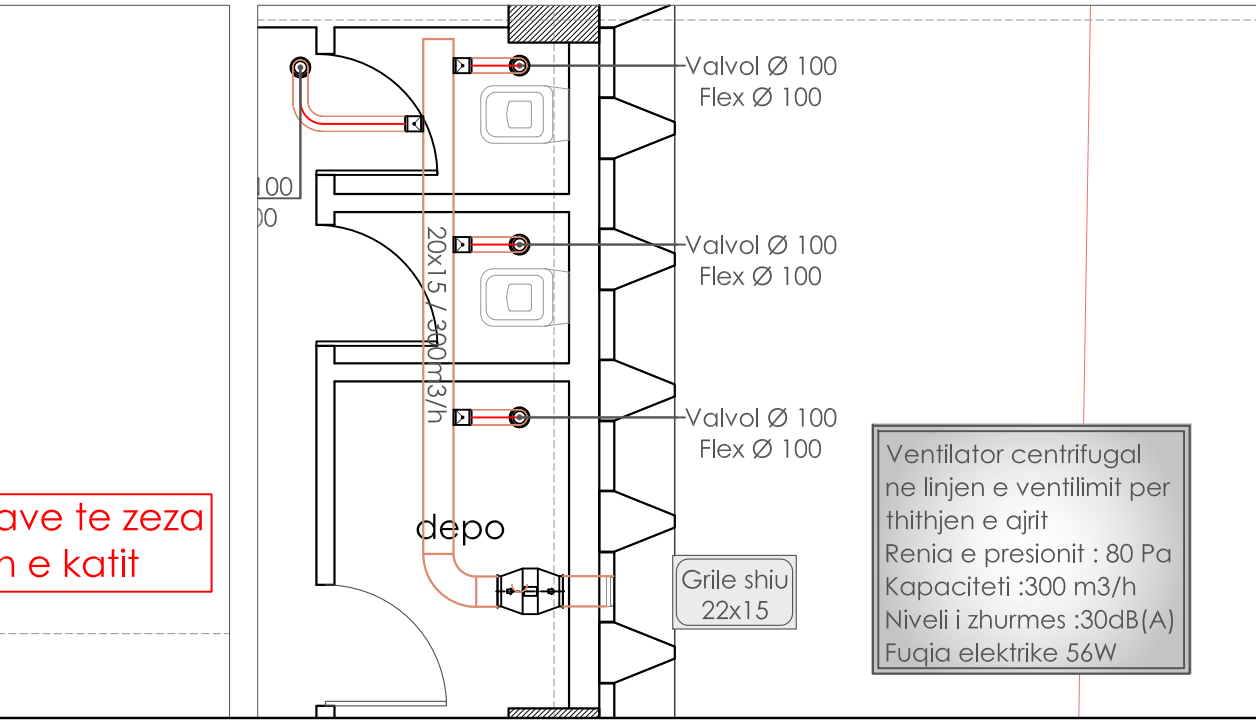 Valvol Ø 100
Flex Ø 100
100
00
20x15 / 300m3/h
Valvol Ø 100
Flex Ø 100
Valvol Ø 100
Flex Ø 100
ave te zeza
n e katit
depo
Grile shiu
22x15
Ventilator centrifugal
ne linjen e ventilimit per
thithjen e ajrit
Renia e presionit : 80 Pa
Kapaciteti :300 m3/h
Niveli i zhurmes :30dB(A)
Fuqia elektrike 56W